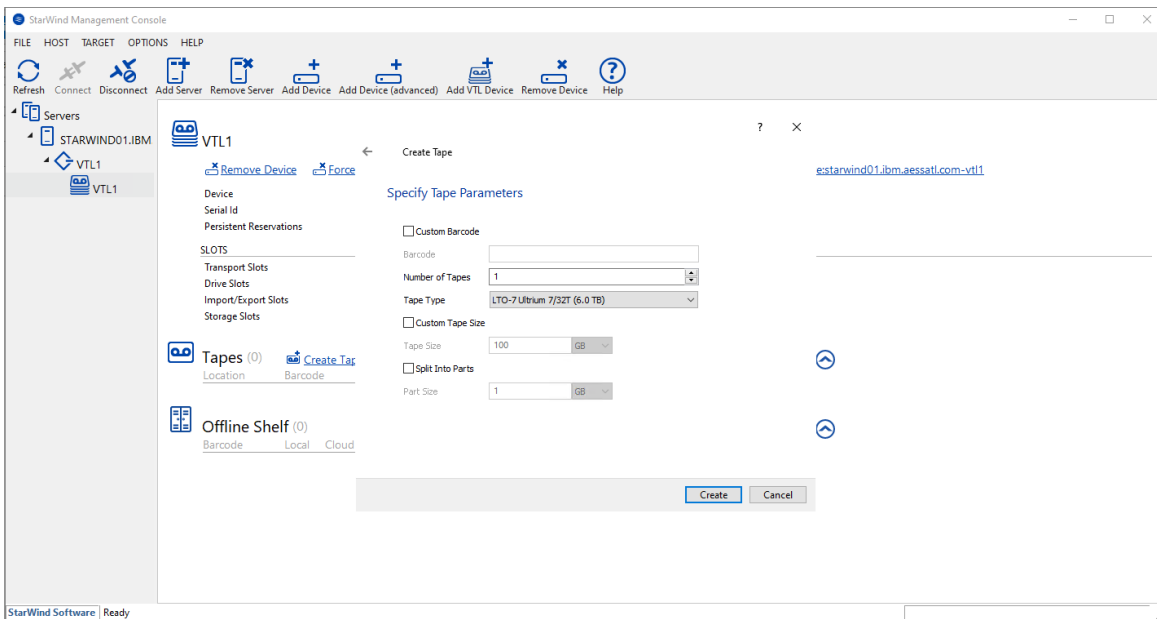 StarWind Management Console
FILE HOST TARGET OPTIONS HELP
Refresh Connect Disconnect Add Server Remove Server Add Device Add Device (advanced) Add VTL Device Remove Device Help
Servers
STARWIND01.IBM
VTL1
VTL1
VTL1
Remove Device Force
e:starwind01.ibm.aessatl.com-vtl1
Device
Serial Id
Persistent Reservations
SLOTS
Transport Slots
Drive Slots
Import/Export Slots
Storage Slots
Tapes (0) Create Tap
Location Barcode
Offline Shelf (0)
Barcode Local Cloud
? ×
← Create Tape
Specify Tape Parameters
Custom Barcode
Barcode
Number of Tapes 1
Tape Type LTO-7 Ultrium 7/32T (6.0 TB)
Custom Tape Size
Tape Size 100 GB
Split Into Parts
Part Size 1 GB
Create Cancel
StarWind Software Ready